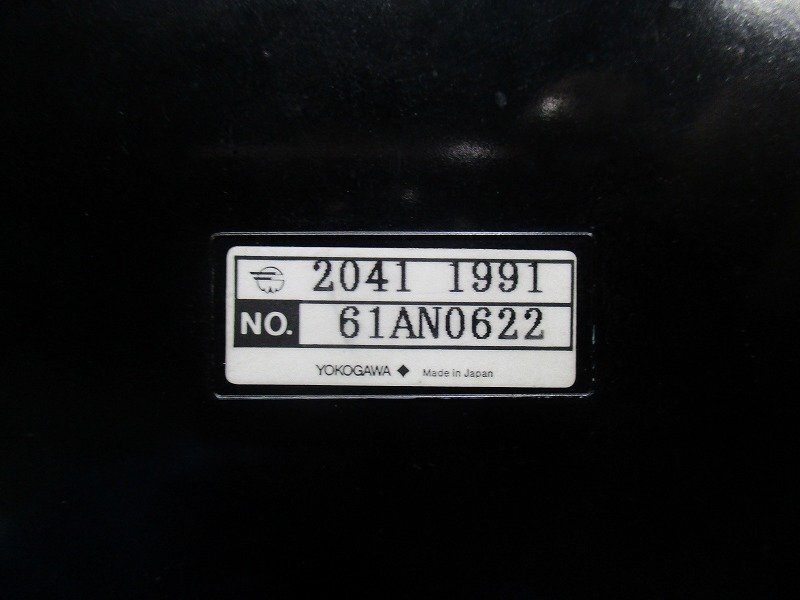 2041 1991
NO. 61AN0622
YOKOGAWA ◆ Made in Japan